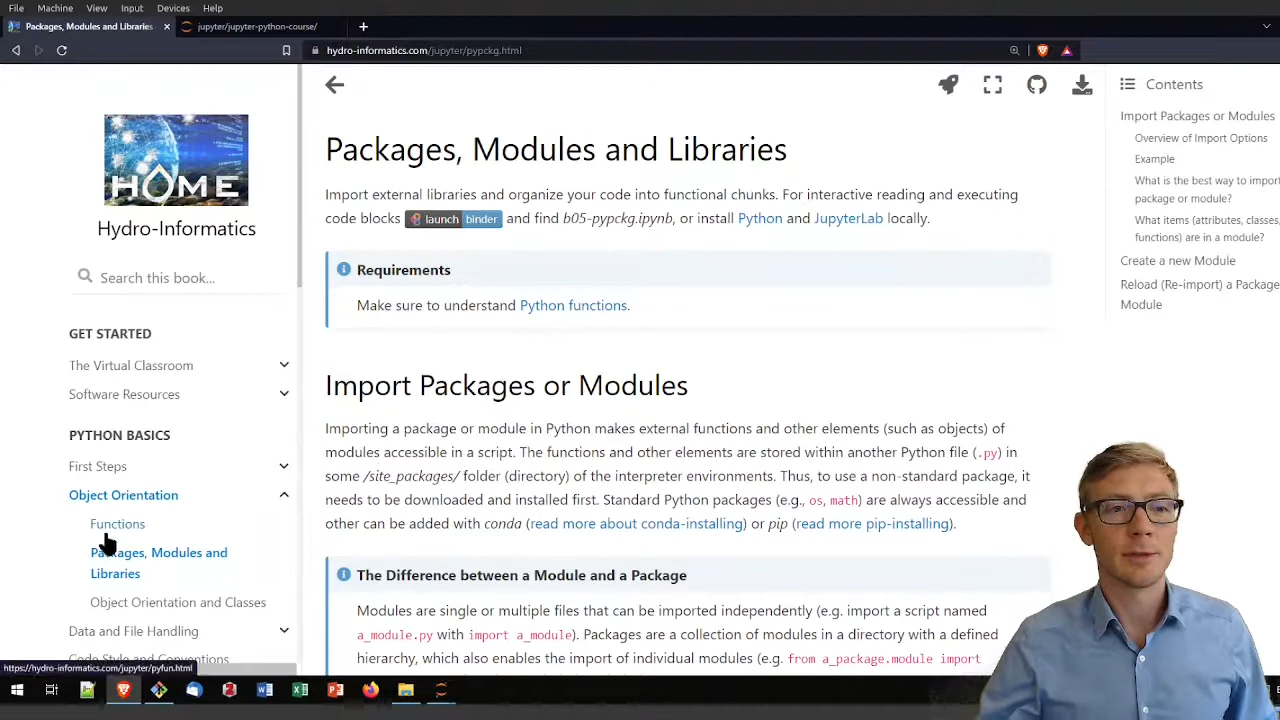 File Machine View Input Devices Help
Packages, Modules and Libraries
jupyter/jupyter-python-course/
hydro-informatics.com/jupyter/pypckg.html
HOME
Hydro-Informatics
Search this book...
GET STARTED
The Virtual Classroom
Software Resources
PYTHON BASICS
First Steps
Object Orientation
Functions
Packages, Modules and
Libraries
Object Orientation and Classes
Data and File Handling
Code Style and Conventions
https://hydro-informatics.com/jupyter/pyfun.html
Packages, Modules and Libraries
Import external libraries and organize your code into functional chunks. For interactive reading and executing
code blocks launch binder and find b05-pypckg.ipynb, or install Python and JupyterLab locally.
Requirements
Make sure to understand Python functions.
Import Packages or Modules
Importing a package or module in Python makes external functions and other elements (such as objects) of
modules accessible in a script. The functions and other elements are stored within another Python file (.py) in
some /site_packages/ folder (directory) of the interpreter environments. Thus, to use a non-standard package, it
needs to be downloaded and installed first. Standard Python packages (e.g., os, math) are always accessible and
other can be added with conda (read more about conda-installing) or pip (read more pip-installing).
The Difference between a Module and a Package
Modules are single or multiple files that can be imported independently (e.g. import a script named
a_module.py with import a_module). Packages are a collection of modules in a directory with a defined
hierarchy, which also enables the import of individual modules (e.g. from a_package.module import
Contents
Import Packages or Modules
Overview of Import Options
Example
What is the best way to import
package or module?
What items (attributes, classes,
functions) are in a module?
Create a new Module
Reload (Re-import) a Package
Module